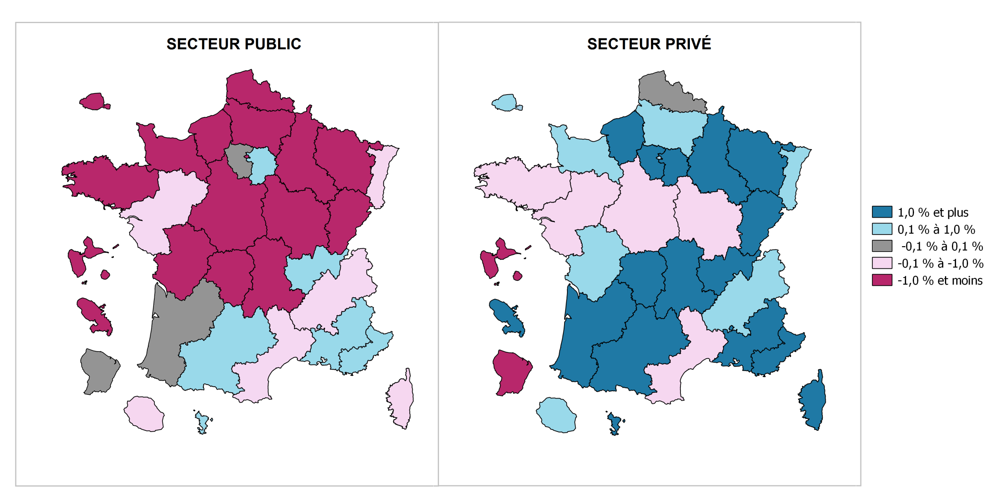 SECTEUR PUBLIC
SECTEUR PRIVÉ
1,0 % et plus
0,1 % à 1,0 %
-0,1 % à 0,1 %
-0,1 % à -1,0 %
-1,0 % et moins